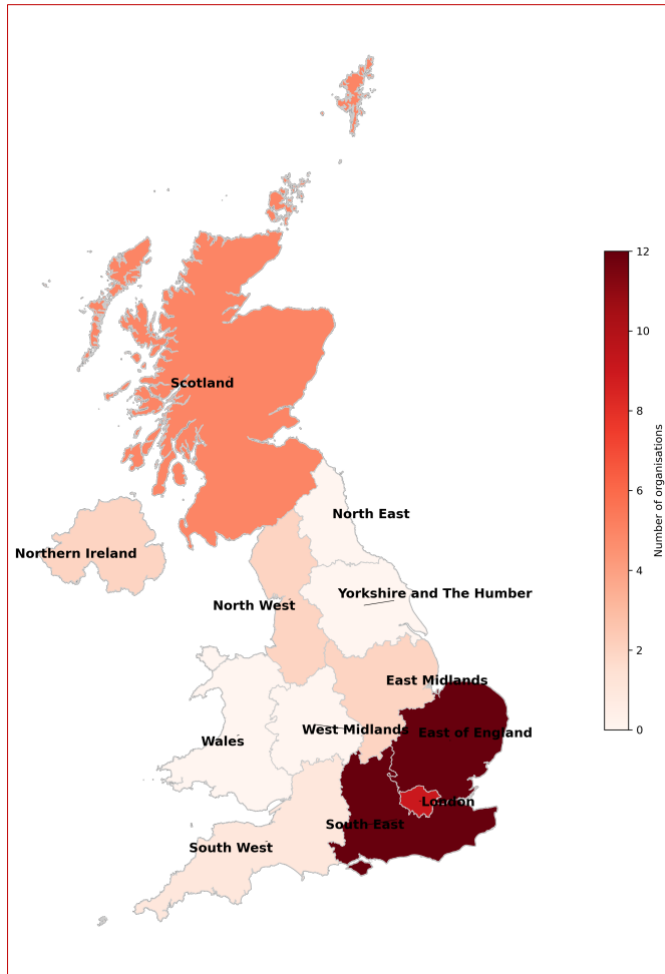 12
10
8
6
4
2
0
Number of organisations
Scotland
North East
Northern Ireland
Yorkshire and The Humber
North West
East Midlands
West Midlands
East of England
Wales
London
South East
South West